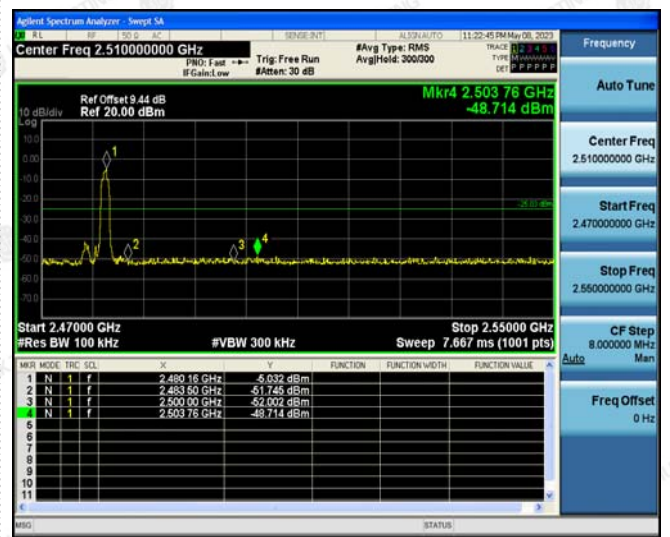 Agilent Spectrum Analyzer - Swept SA
RL RF 50 Ω AC SENSE:INT ALIGN AUTO 11:22:45 PM May 08, 2023
Center Freq 2.510000000 GHz
PNO: Fast
IFGain:Low
Trig: Free Run
#Atten: 30 dB
#Avg Type: RMS
Avg|Hold: 300/300
TRACE 1 2 3 4 5 6
TYPE M
DET P P P P P P
Mkr4 2.503 76 GHz
-48.714 dBm
Ref Offset 9.44 dB
10 dB/div Ref 20.00 dBm
Log
10.0
0.00
-10.0
-20.0
-30.0
-40.0
-50.0
-60.0
-70.0
-25.03 dBm
1
2
3
4
Start 2.47000 GHz Stop 2.55000 GHz
#Res BW 100 kHz #VBW 300 kHz Sweep 7.667 ms (1001 pts)
MKR MODE TRC SCL X Y FUNCTION FUNCTION WIDTH FUNCTION VALUE
1 N 1 f 2.480 16 GHz -5.032 dBm
2 N 1 f 2.483 50 GHz -51.745 dBm
3 N 1 f 2.500 00 GHz -52.002 dBm
4 N 1 f 2.503 76 GHz -48.714 dBm
5
6
7
8
9
10
11
MSG STATUS
Frequency
Auto Tune
Center Freq
2.510000000 GHz
Start Freq
2.470000000 GHz
Stop Freq
2.550000000 GHz
CF Step
8.000000 MHz
Auto Man
Freq Offset
0 Hz